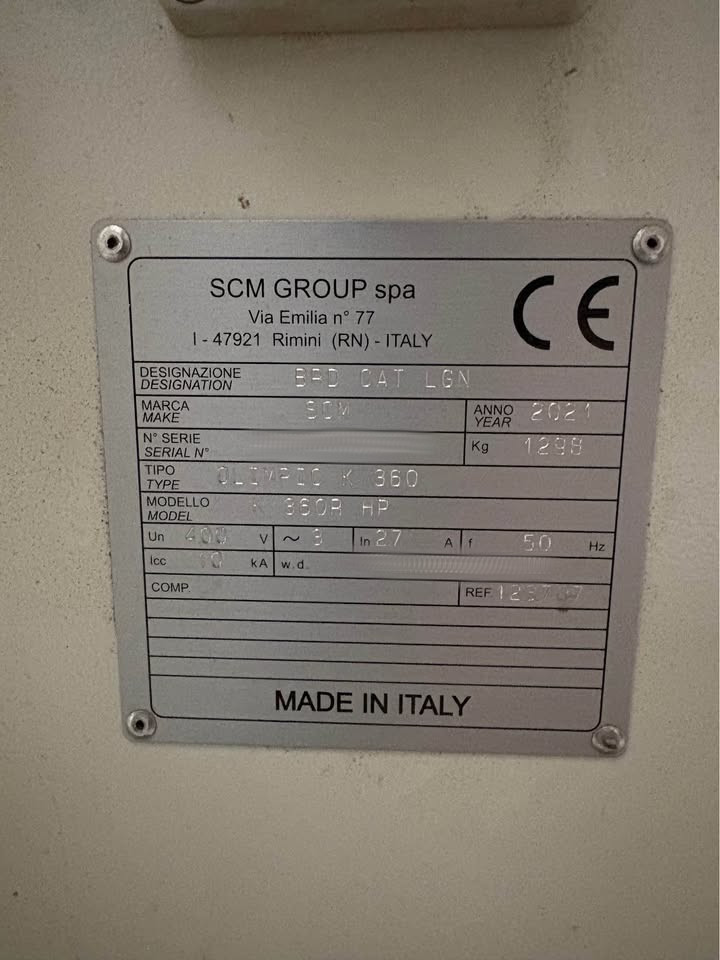 SCM GROUP spa
Via Emilia n° 77
I - 47921 Rimini (RN) - ITALY
CE
DESIGNAZIONE
DESIGNATION BRD CAT LGN
MARCA
MAKE SCM
ANNO
YEAR 2021
N° SERIE
SERIAL N°
Kg 1298
TIPO
TYPE OLIMPIC K 360
MODELLO
MODEL K 360R HP
Un 400 V ~ 3 In 27 A f 50 Hz
Icc 10 kA w.d.
COMP. REF.
MADE IN ITALY